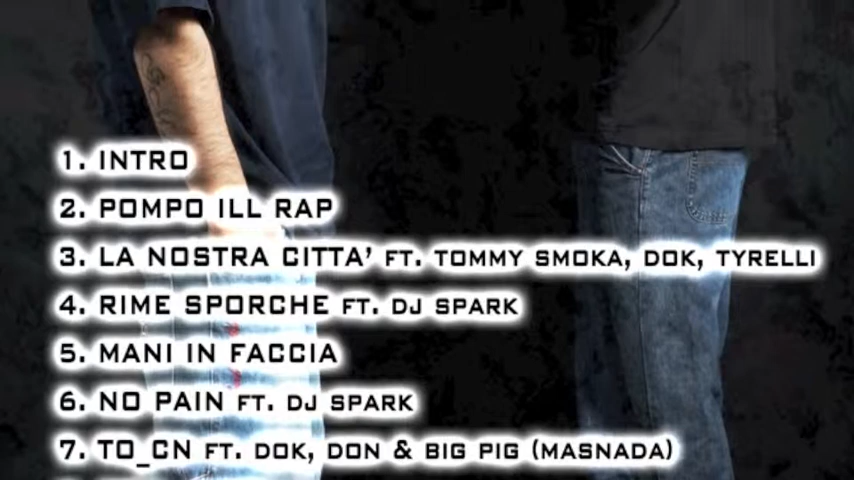 1. INTRO
2. POMPO ILL RAP
3. LA NOSTRA CITTA' FT. TOMMY SMOKA, DOK, TYRELLI
4. RIME SPORCHE FT. DJ SPARK
5. MANI IN FACCIA
6. NO PAIN FT. DJ SPARK
7. TO_CN FT. DOK, DON & BIG PIG (MASNADA)